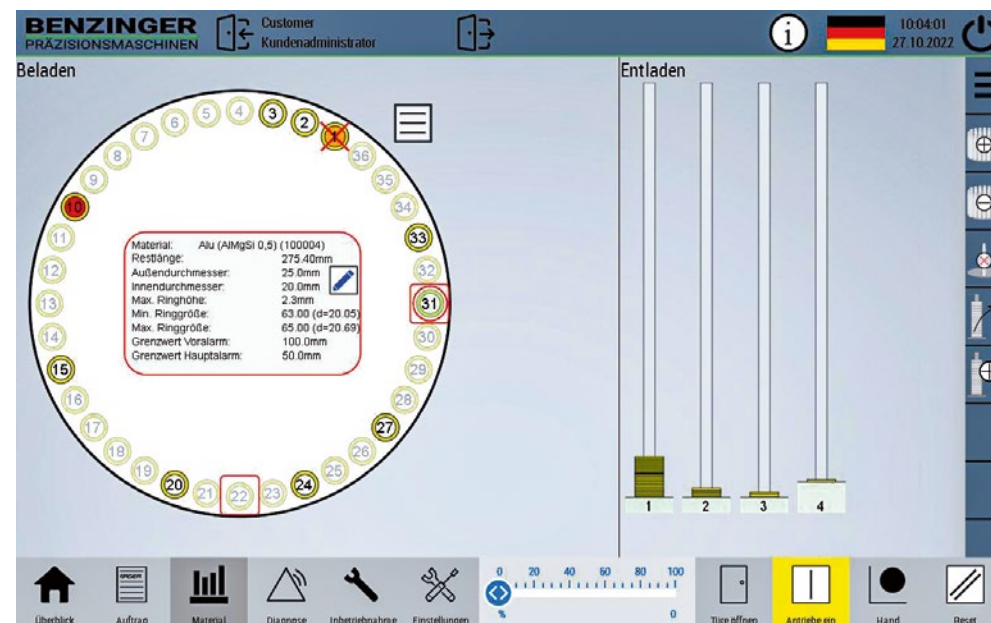 BENZINGER
PRÄZISIONSMASCHINEN
Customer
Kundenadministrator
i
10:04:01
27.10.2022
Beladen
Entladen
1
2
3
4
5
6
7
8
9
10
11
12
13
14
15
16
17
18
19
20
21
22
23
24
25
26
27
28
29
30
31
32
33
34
35
36
Material: Alu (AlMgSi 0,5) (100004)
Restlänge: 275.40mm
Außendurchmesser: 25.0mm
Innendurchmesser: 20.0mm
Max. Ringhöhe: 2.3mm
Min. Ringgröße: 63.00 (d=20.05)
Max. Ringgröße: 65.00 (d=20.69)
Grenzwert Voralarm: 100.0mm
Grenzwert Hauptalarm: 50.0mm
1 2 3 4
0 20 40 60 80 100
% 0
Überblick
Auftrag
Material
Diagnose
Inbetriebnahme
Einstellungen
Türe öffnen
Antriebe ein
Hand
Reset